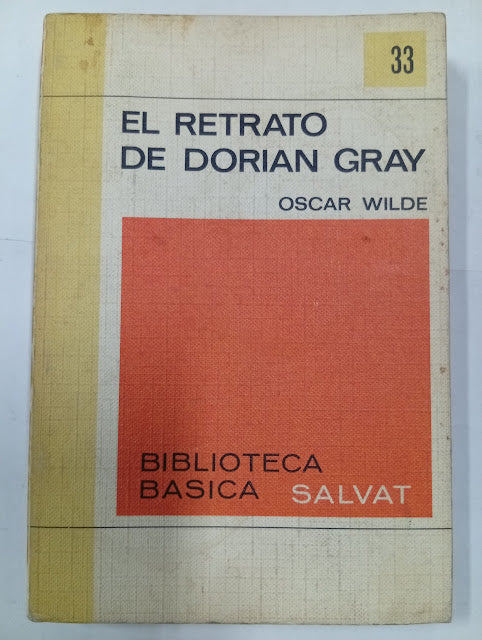 33
EL RETRATO
DE DORIAN GRAY
OSCAR WILDE
BIBLIOTECA
BASICA SALVAT